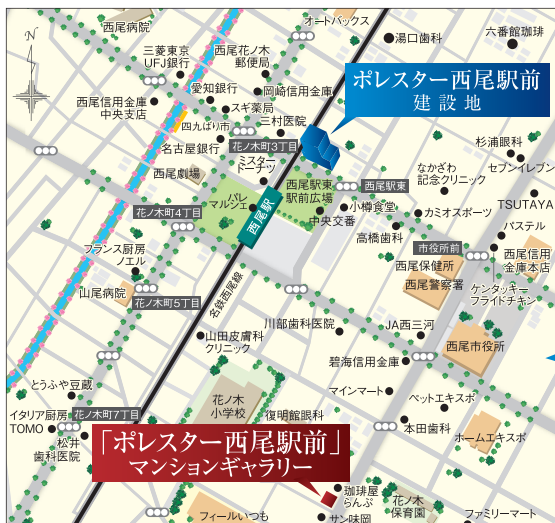 オートバックス
西尾病院
湯口歯科
六番館珈琲
N
三菱東京
UFJ銀行
西尾花ノ木
郵便局
ポレスター西尾駅前
建設地
愛知銀行
岡崎信用金庫
西尾信用金庫
中央支店
スギ薬局
四九ばり市
三村医院
名古屋銀行
花ノ木町3丁目
杉浦眼科
ミスター
ドーナツ
セブンイレブン
西尾劇場
西尾駅東
駅前広場
西尾駅東
なかざわ
記念クリニック
パレ
マルシェ
TSUTAYA
花ノ木町4丁目
西尾駅
小樽食堂
カミオスポーツ
中央交番
パステル
高橋歯科
市役所前
フランス厨房
ノエル
西尾信用
金庫本店
西尾保健所
西尾警察署
ケンタッキー
フライドチキン
山尾病院
名鉄西尾線
花ノ木町5丁目
川部歯科医院
JA西三河
山田皮膚科
クリニック
西尾市役所
碧海信用金庫
とうふや豆蔵
マインマート
ペットエキスポ
花ノ木
小学校
イタリア厨房
TOMO
花ノ木町7丁目
復明館眼科
本田歯科
松井
歯科医院
ホームエキスポ
「ポレスター西尾駅前」
マンションギャラリー
珈琲屋
らんぷ
花ノ木
保育園
フィールいつも
サン味岡
ファミリーマート